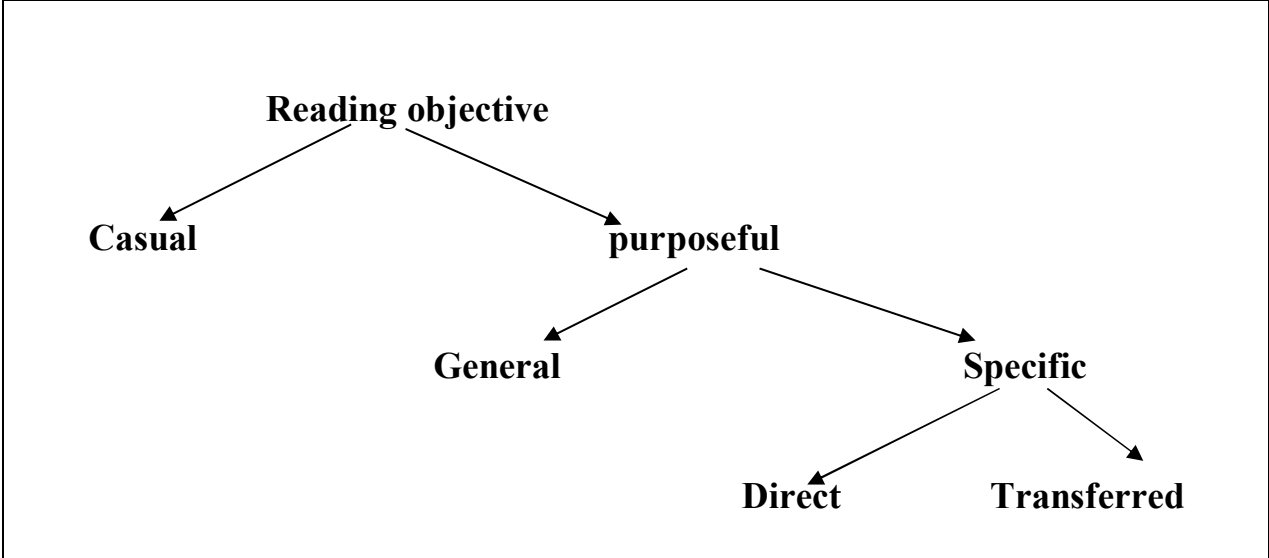 Reading objective
Casual purposeful
General Specific
Direct Transferred